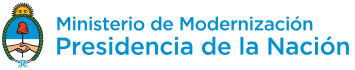 Ministerio de Modernización
Presidencia de la Nación